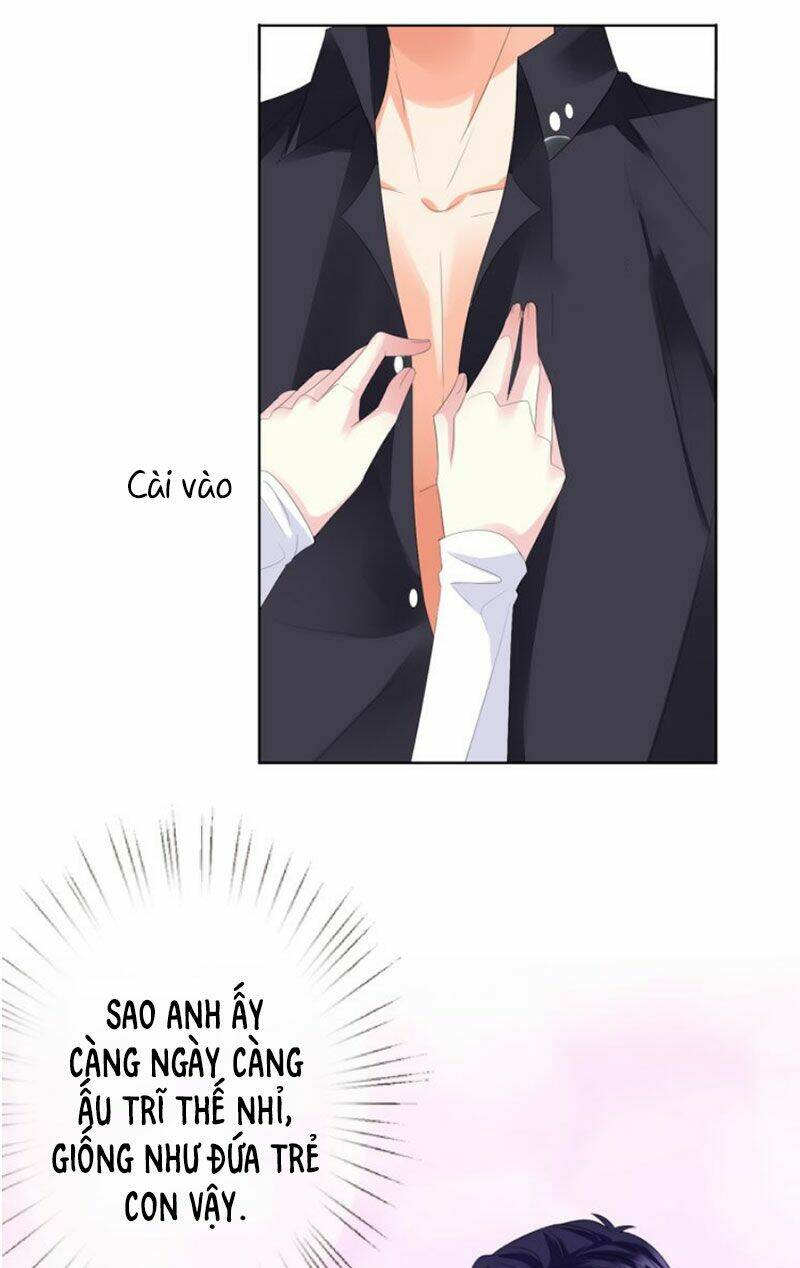 Cài vào
SAO ANH ẤY
CÀNG NGÀY CÀNG
ẤU TRĨ THẾ NHỈ,
GIỐNG NHƯ ĐỨA TRẺ
CON VẬY.